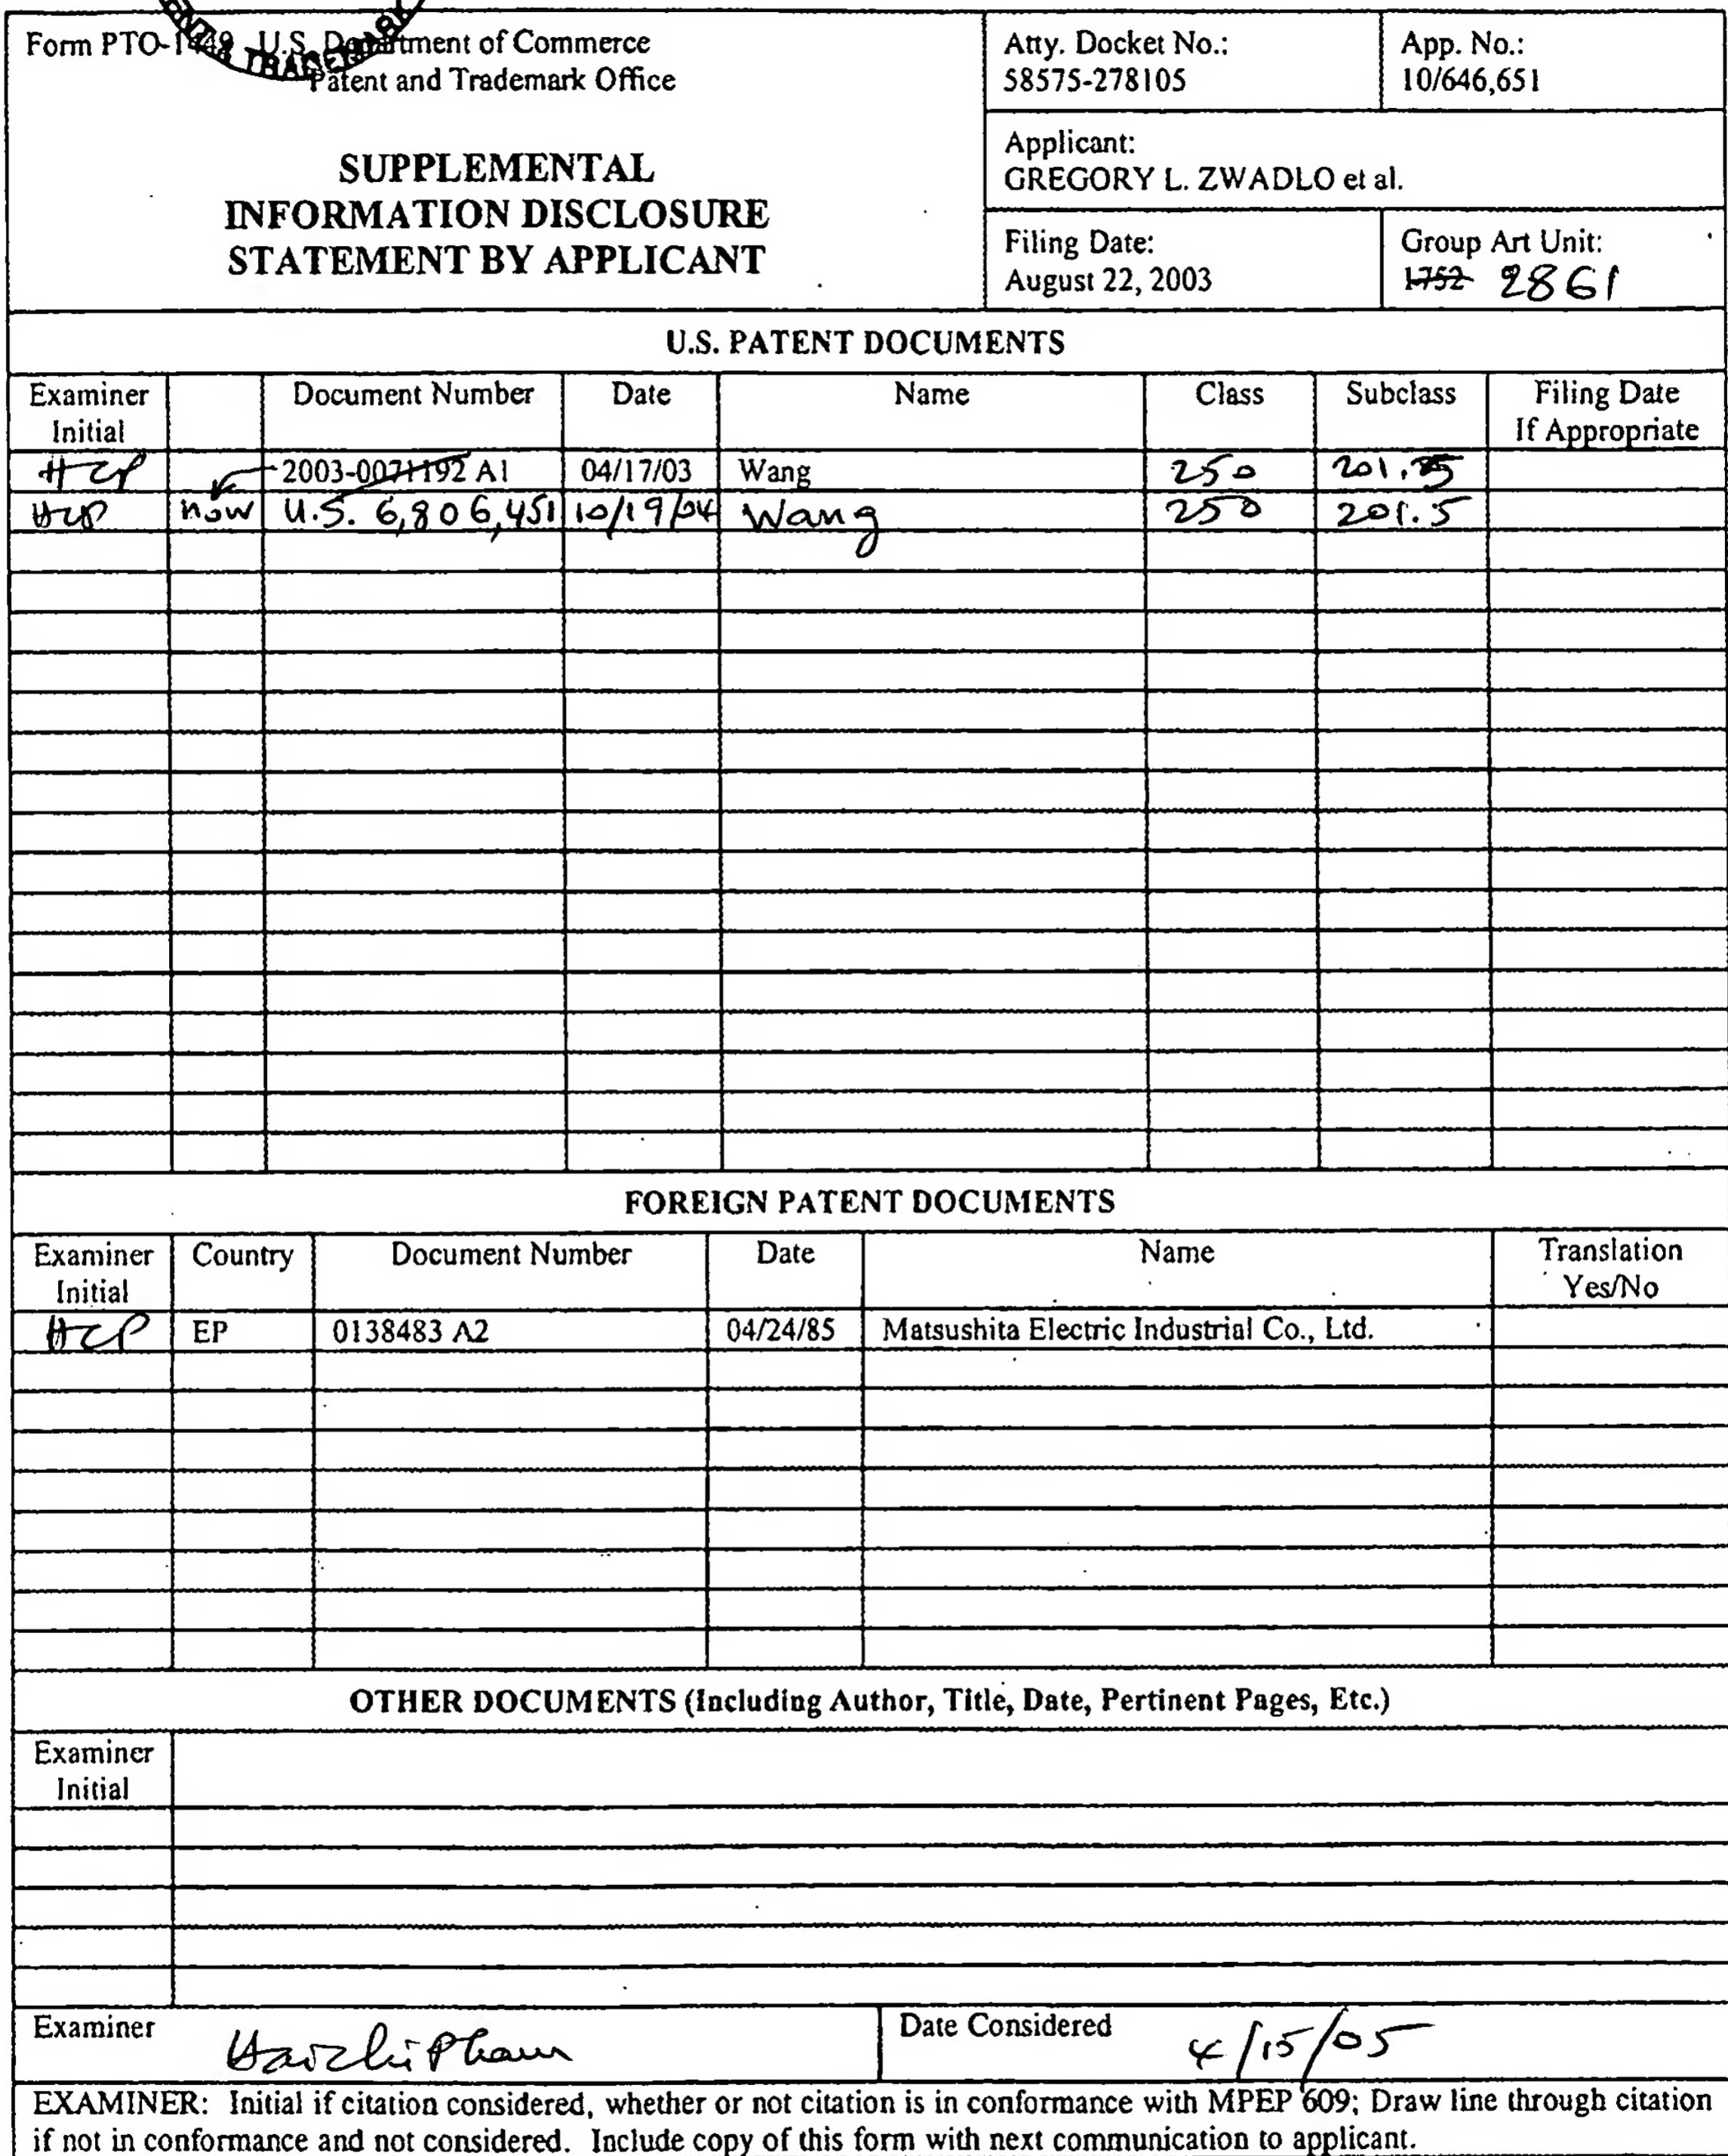 Form PTO-1449 U.S. Department of Commerce
Patent and Trademark Office
SUPPLEMENTAL
INFORMATION DISCLOSURE
STATEMENT BY APPLICANT
Atty. Docket No.:
58575-278105
App. No.:
10/646,651
Applicant:
GREGORY L. ZWADLO et al.
Filing Date:
August 22, 2003
Group Art Unit:
1752 2861
U.S. PATENT DOCUMENTS
Examiner Initial Document Number Date Name Class Subclass Filing Date If Appropriate
HCP 2003-0071192 A1 04/17/03 Wang 250
HCP now U.S. 6,806,451 10/19/04 Wang 250 201.5
FOREIGN PATENT DOCUMENTS
Examiner Initial Country Document Number Date Name Translation Yes/No
HCP EP 0138483 A2 04/24/85 Matsushita Electric Industrial Co., Ltd.
OTHER DOCUMENTS (Including Author, Title, Date, Pertinent Pages, Etc.)
Examiner
Initial
Examiner Haichi Pham Date Considered 4/15/05
EXAMINER: Initial if citation considered, whether or not citation is in conformance with MPEP 609; Draw line through citation
if not in conformance and not considered. Include copy of this form with next communication to applicant.